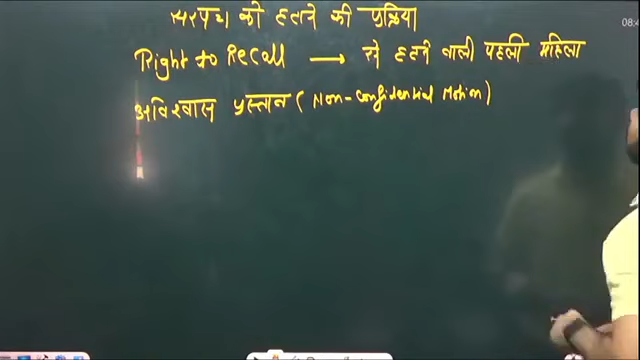 सरपंच को हटाने की प्रक्रिया
Right to Recall → से हटने वाली पहली महिला
अविश्वास प्रस्ताव (Non-Confidential Motion)